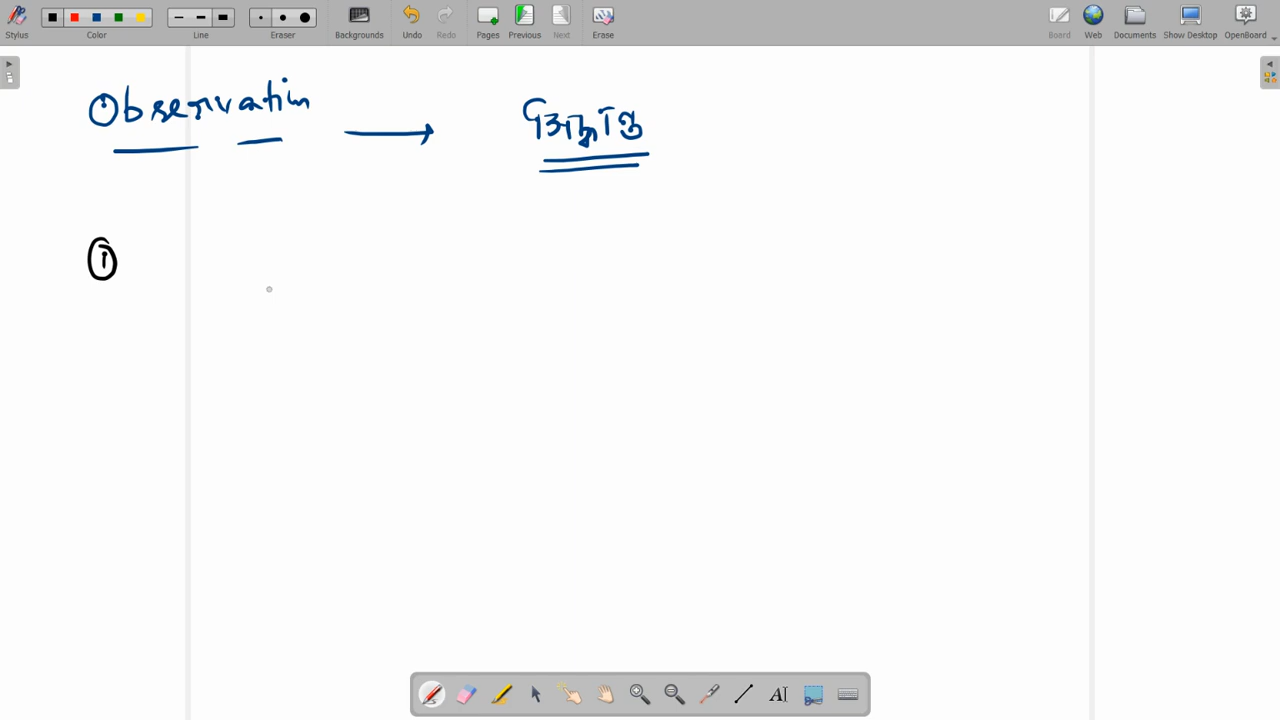 Stylus
Color
Line
Eraser
Backgrounds
Undo
Redo
Pages
Previous
Next
Erase
Board
Web
Documents
Show Desktop
OpenBoard
Observatin →
①